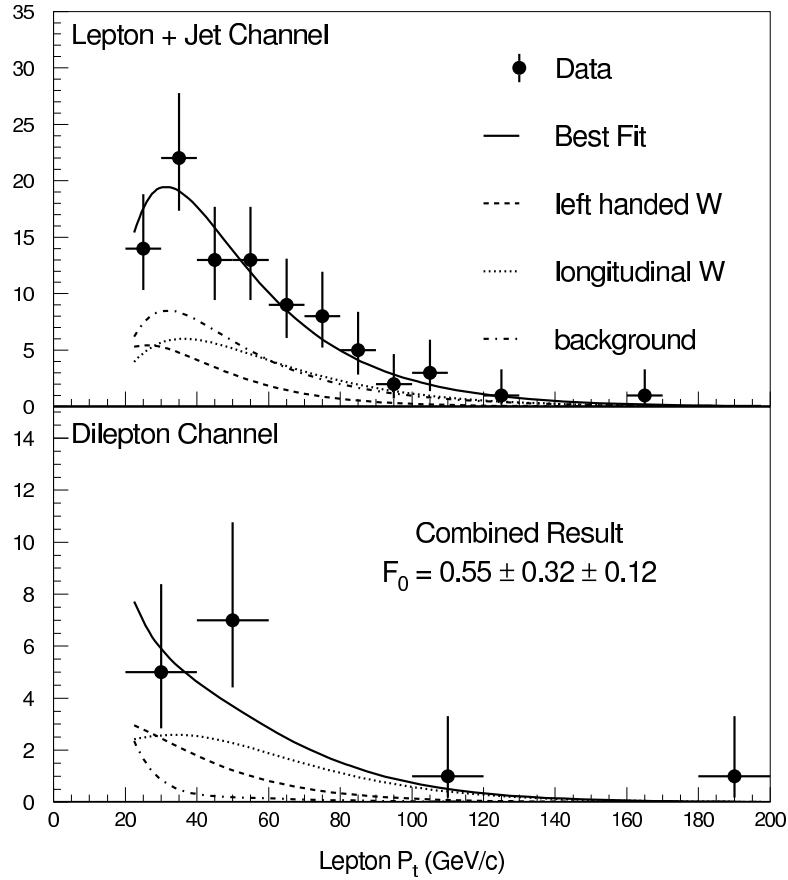 35
30
25
20
15
10
5
0
Lepton + Jet Channel
Data
Best Fit
left handed W
longitudinal W
background
14
12
10
8
6
4
2
0
Dilepton Channel
Combined Result
F₀ = 0.55 ± 0.32 ± 0.12
0 20 40 60 80 100 120 140 160 180 200
Lepton Pₜ (GeV/c)